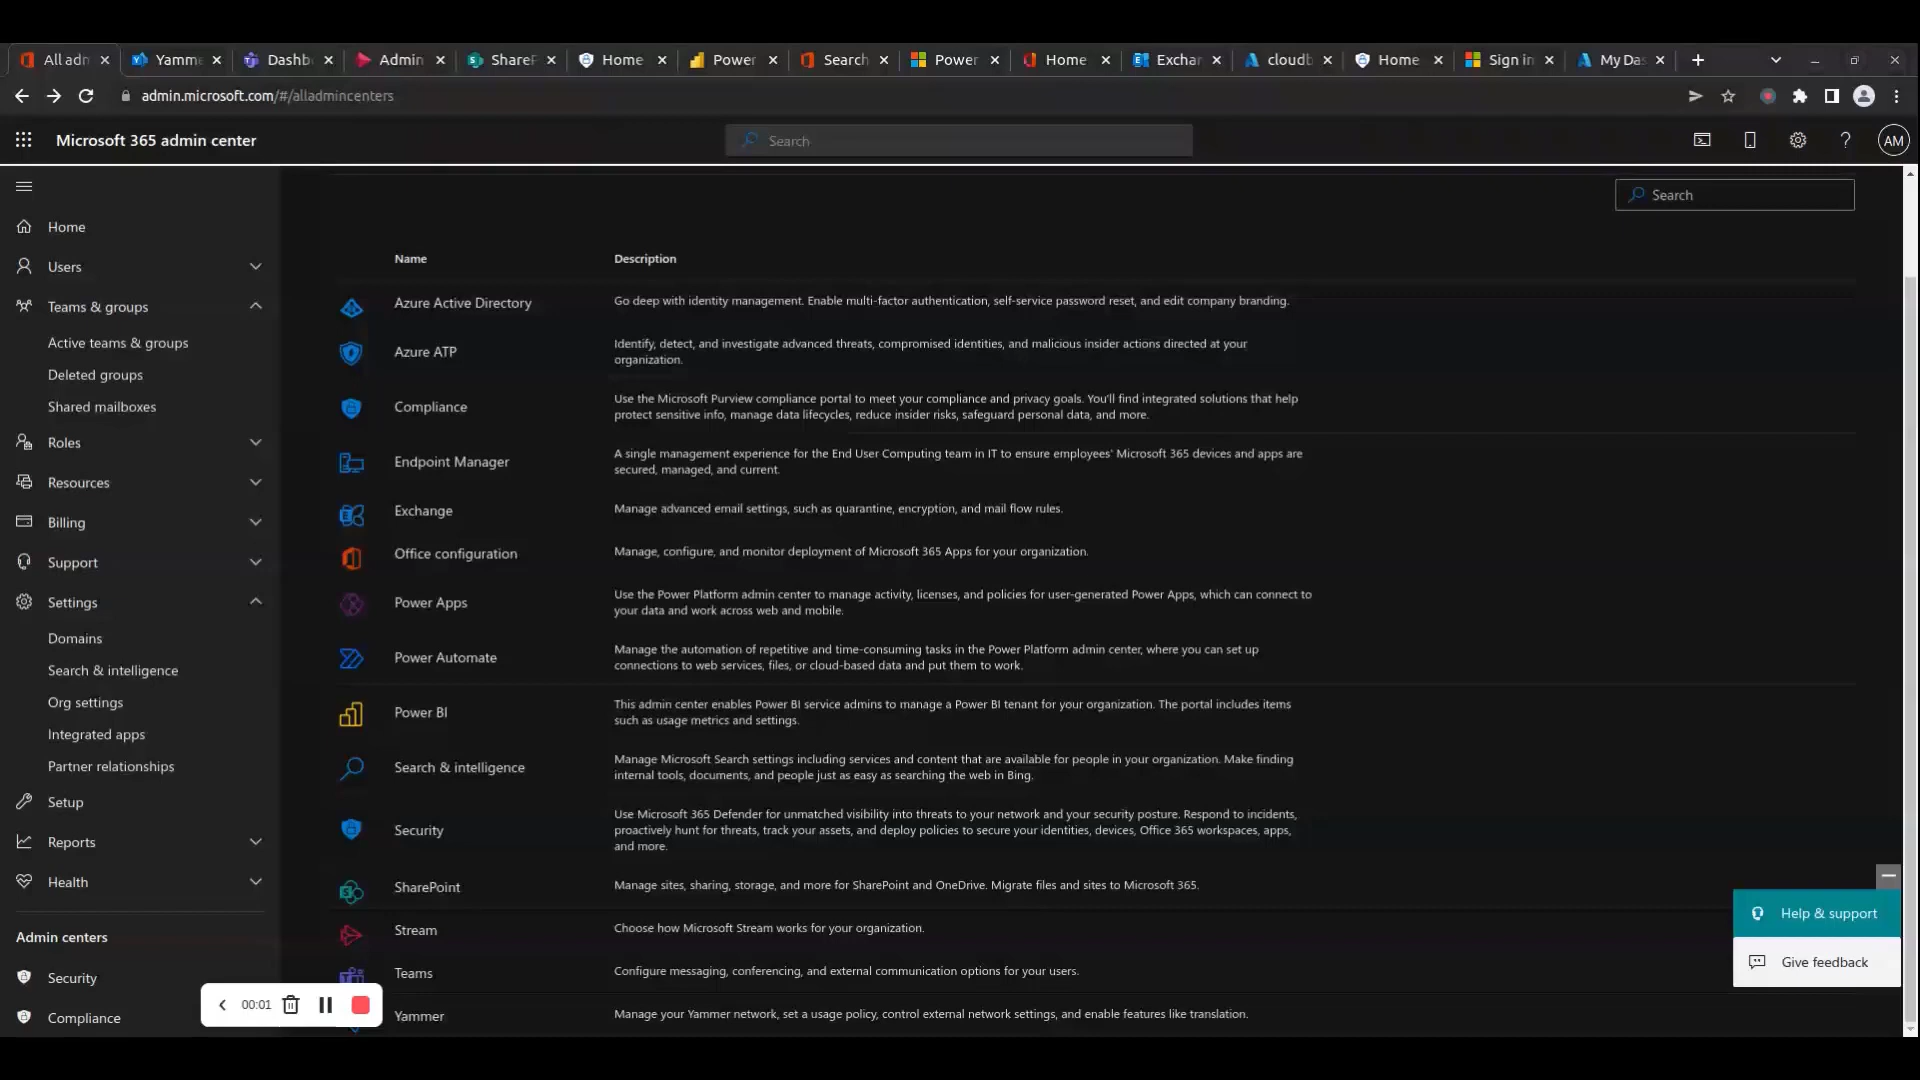 All adn
Yamme
Dashb
Admin
ShareP
Home
Power
Search
Power
Home
Exchar
cloudb
Home
Sign in
My Das
admin.microsoft.com/#/alladmincenters
Microsoft 365 admin center
Search
AM
Search
Home
Users
Teams & groups
Active teams & groups
Deleted groups
Shared mailboxes
Roles
Resources
Billing
Support
Settings
Domains
Search & intelligence
Org settings
Integrated apps
Partner relationships
Setup
Reports
Health
Admin centers
Security
Compliance
00:01
Name Description
Azure Active Directory
Go deep with identity management. Enable multi-factor authentication, self-service password reset, and edit company branding.
Azure ATP
Identify, detect, and investigate advanced threats, compromised identities, and malicious insider actions directed at your
organization.
Compliance
Use the Microsoft Purview compliance portal to meet your compliance and privacy goals. You'll find integrated solutions that help
protect sensitive info, manage data lifecycles, reduce insider risks, safeguard personal data, and more.
Endpoint Manager
A single management experience for the End User Computing team in IT to ensure employees' Microsoft 365 devices and apps are
secured, managed, and current.
Exchange
Manage advanced email settings, such as quarantine, encryption, and mail flow rules.
Office configuration
Manage, configure, and monitor deployment of Microsoft 365 Apps for your organization.
Power Apps
Use the Power Platform admin center to manage activity, licenses, and policies for user-generated Power Apps, which can connect to
your data and work across web and mobile.
Power Automate
Manage the automation of repetitive and time-consuming tasks in the Power Platform admin center, where you can set up
connections to web services, files, or cloud-based data and put them to work.
Power BI
This admin center enables Power BI service admins to manage a Power BI tenant for your organization. The portal includes items
such as usage metrics and settings.
Search & intelligence
Manage Microsoft Search settings including services and content that are available for people in your organization. Make finding
internal tools, documents, and people just as easy as searching the web in Bing.
Security
Use Microsoft 365 Defender for unmatched visibility into threats to your network and your security posture. Respond to incidents,
proactively hunt for threats, track your assets, and deploy policies to secure your identities, devices, Office 365 workspaces, apps,
and more.
SharePoint
Manage sites, sharing, storage, and more for SharePoint and OneDrive. Migrate files and sites to Microsoft 365.
Stream
Choose how Microsoft Stream works for your organization.
Teams
Configure messaging, conferencing, and external communication options for your users.
Yammer
Manage your Yammer network, set a usage policy, control external network settings, and enable features like translation.
Help & support
Give feedback